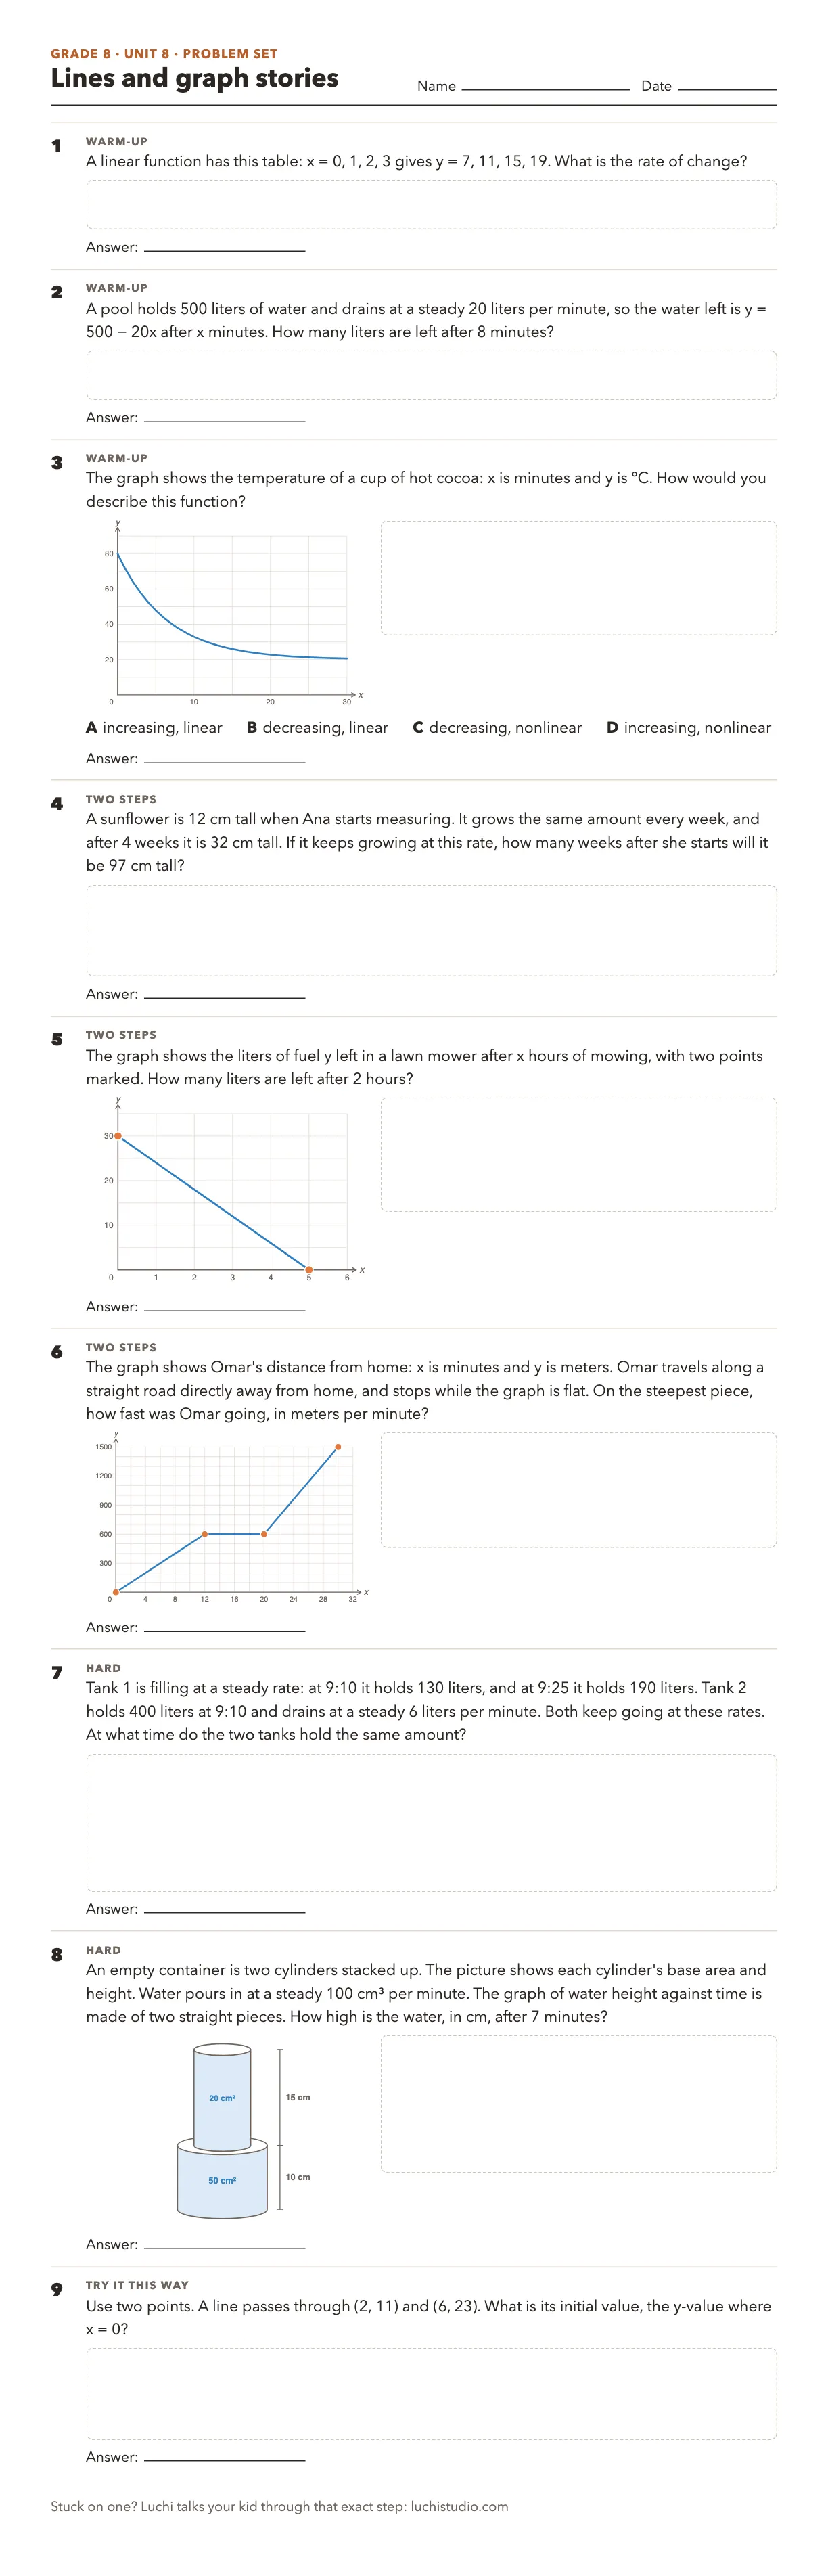 GRADE 8 · UNIT 8 · PROBLEM SET
Lines and graph stories
Name
Date
1
WARM-UP
A linear function has this table: x = 0, 1, 2, 3 gives y = 7, 11, 15, 19. What is the rate of change?
Answer:
2
WARM-UP
A pool holds 500 liters of water and drains at a steady 20 liters per minute, so the water left is y =
500 − 20x after x minutes. How many liters are left after 8 minutes?
Answer:
3
WARM-UP
The graph shows the temperature of a cup of hot cocoa: x is minutes and y is °C. How would you
describe this function?
y
80
60
40
20
0
10
20
30
x
A increasing, linear
B decreasing, linear
C decreasing, nonlinear
D increasing, nonlinear
Answer:
4
TWO STEPS
A sunflower is 12 cm tall when Ana starts measuring. It grows the same amount every week, and
after 4 weeks it is 32 cm tall. If it keeps growing at this rate, how many weeks after she starts will it
be 97 cm tall?
Answer:
5
TWO STEPS
The graph shows the liters of fuel y left in a lawn mower after x hours of mowing, with two points
marked. How many liters are left after 2 hours?
y
30
20
10
0
1
2
3
4
5
6
x
Answer:
6
TWO STEPS
The graph shows Omar's distance from home: x is minutes and y is meters. Omar travels along a
straight road directly away from home, and stops while the graph is flat. On the steepest piece,
how fast was Omar going, in meters per minute?
y
1500
1200
900
600
300
0
4
8
12
16
20
24
28
32
x
Answer:
7
HARD
Tank 1 is filling at a steady rate: at 9:10 it holds 130 liters, and at 9:25 it holds 190 liters. Tank 2
holds 400 liters at 9:10 and drains at a steady 6 liters per minute. Both keep going at these rates.
At what time do the two tanks hold the same amount?
Answer:
8
HARD
An empty container is two cylinders stacked up. The picture shows each cylinder's base area and
height. Water pours in at a steady 100 cm³ per minute. The graph of water height against time is
made of two straight pieces. How high is the water, in cm, after 7 minutes?
20 cm²
15 cm
50 cm²
10 cm
Answer:
9
TRY IT THIS WAY
Use two points. A line passes through (2, 11) and (6, 23). What is its initial value, the y-value where
x = 0?
Answer:
Stuck on one? Luchi talks your kid through that exact step: luchistudio.com